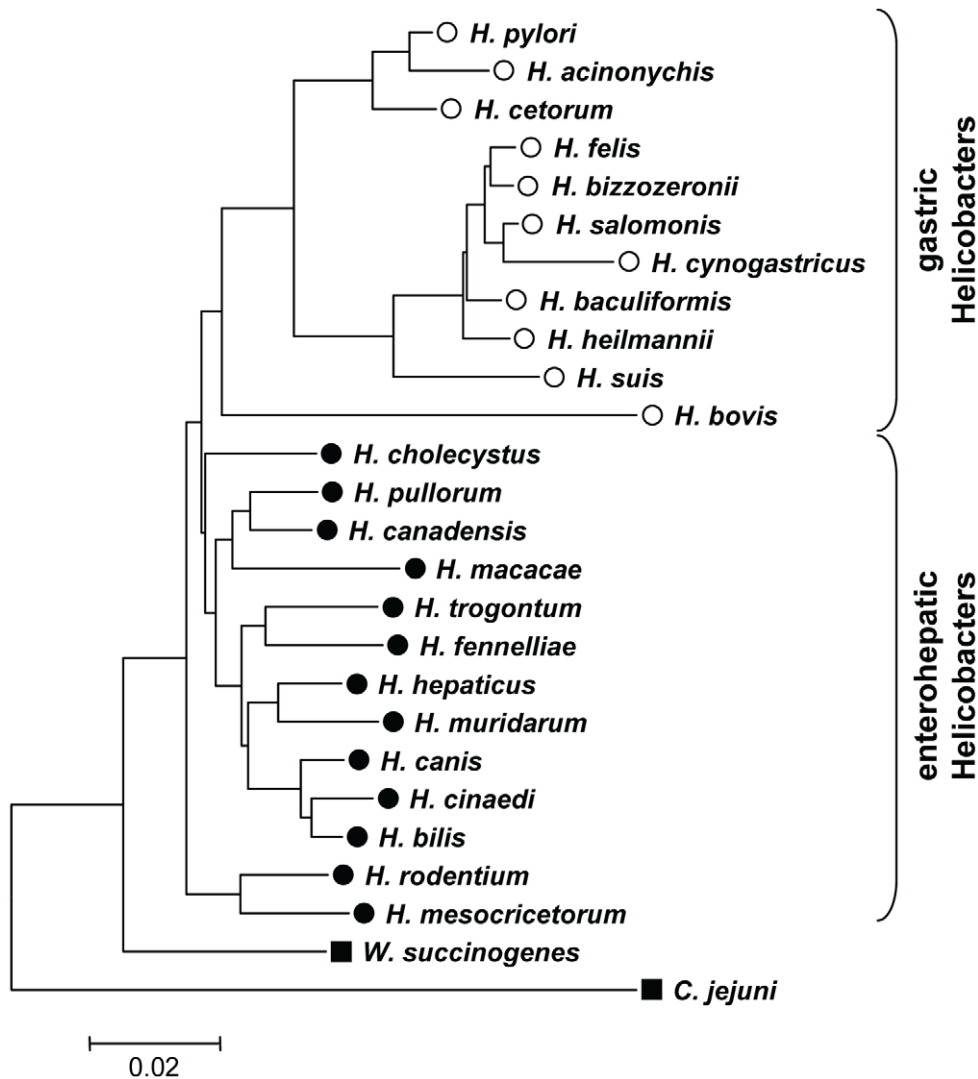 H. pylori
H. acinonychis
H. cetorum
H. felis
H. bizzozeronii
H. salomonis
H. cynogastricus
H. baculiformis
H. heilmannii
H. suis
H. bovis
gastric
Helicobacters
H. cholecystus
H. pullorum
H. canadensis
H. macacae
H. trogontum
H. fennelliae
H. hepaticus
H. muridarum
H. canis
H. cinaedi
H. bilis
H. rodentium
H. mesocricetorum
enterohepatic
Helicobacters
W. succinogenes
C. jejuni
0.02